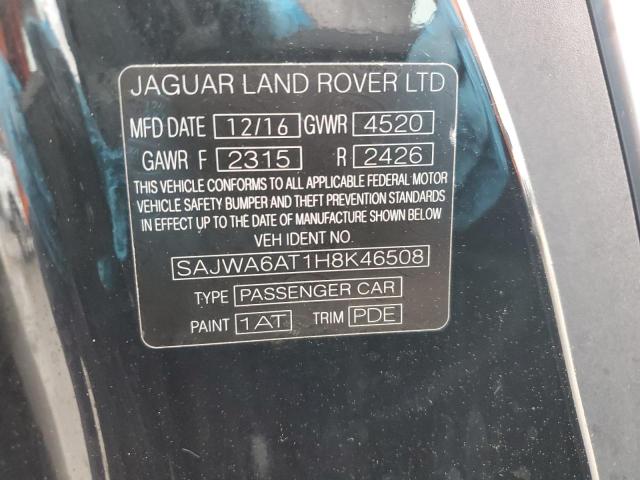 JAGUAR LAND ROVER LTD
MFD DATE 12/16 GVWR 4520
GAWR F 2315 R 2426
THIS VEHICLE CONFORMS TO ALL APPLICABLE FEDERAL MOTOR
VEHICLE SAFETY BUMPER AND THEFT PREVENTION STANDARDS
IN EFFECT UP TO THE DATE OF MANUFACTURE SHOWN BELOW
VEH IDENT NO.
SAJWA6AT1H8K46508
TYPE PASSENGER CAR
PAINT 1AT TRIM PDE